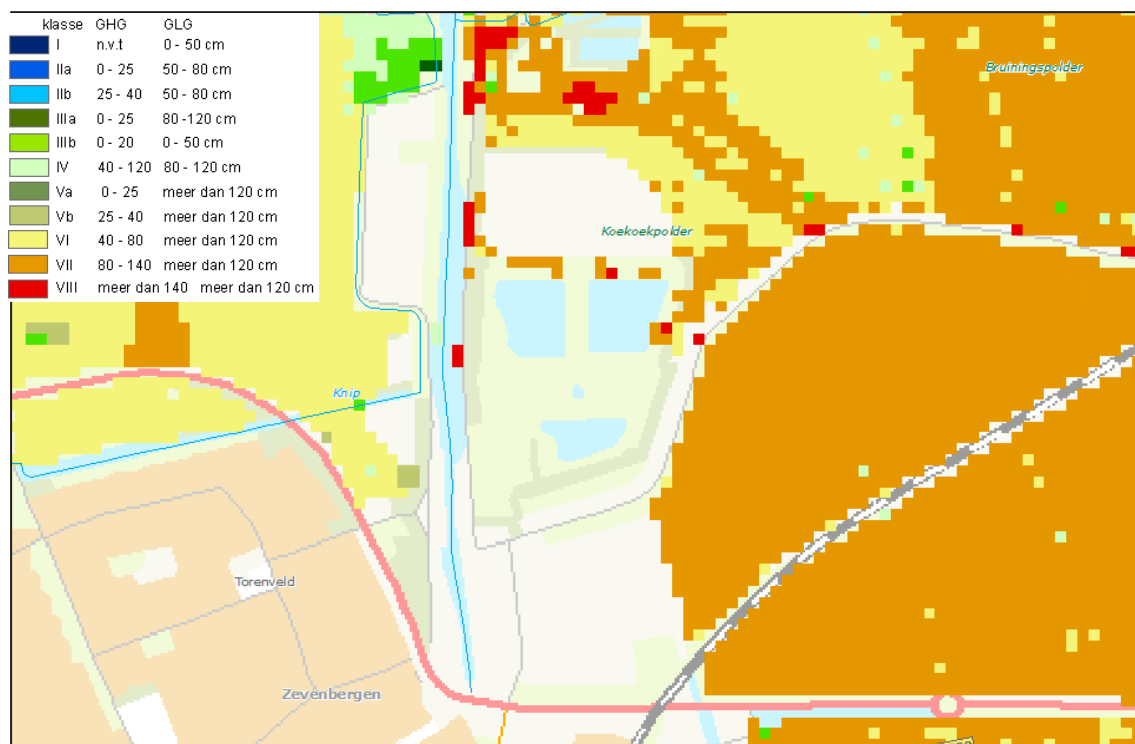 klasse GHG GLG
I n.v.t 0 - 50 cm
IIa 0 - 25 50 - 80 cm
IIb 25 - 40 50 - 80 cm
IIIa 0 - 25 80 -120 cm
IIIb 0 - 20 0 - 50 cm
IV 40 - 120 80 - 120 cm
Va 0 - 25 meer dan 120 cm
Vb 25 - 40 meer dan 120 cm
VI 40 - 80 meer dan 120 cm
VII 80 - 140 meer dan 120 cm
VIII meer dan 140 meer dan 120 cm
Bruiningspolder
Koekoekpolder
Knip
Torenveld
Zevenbergen